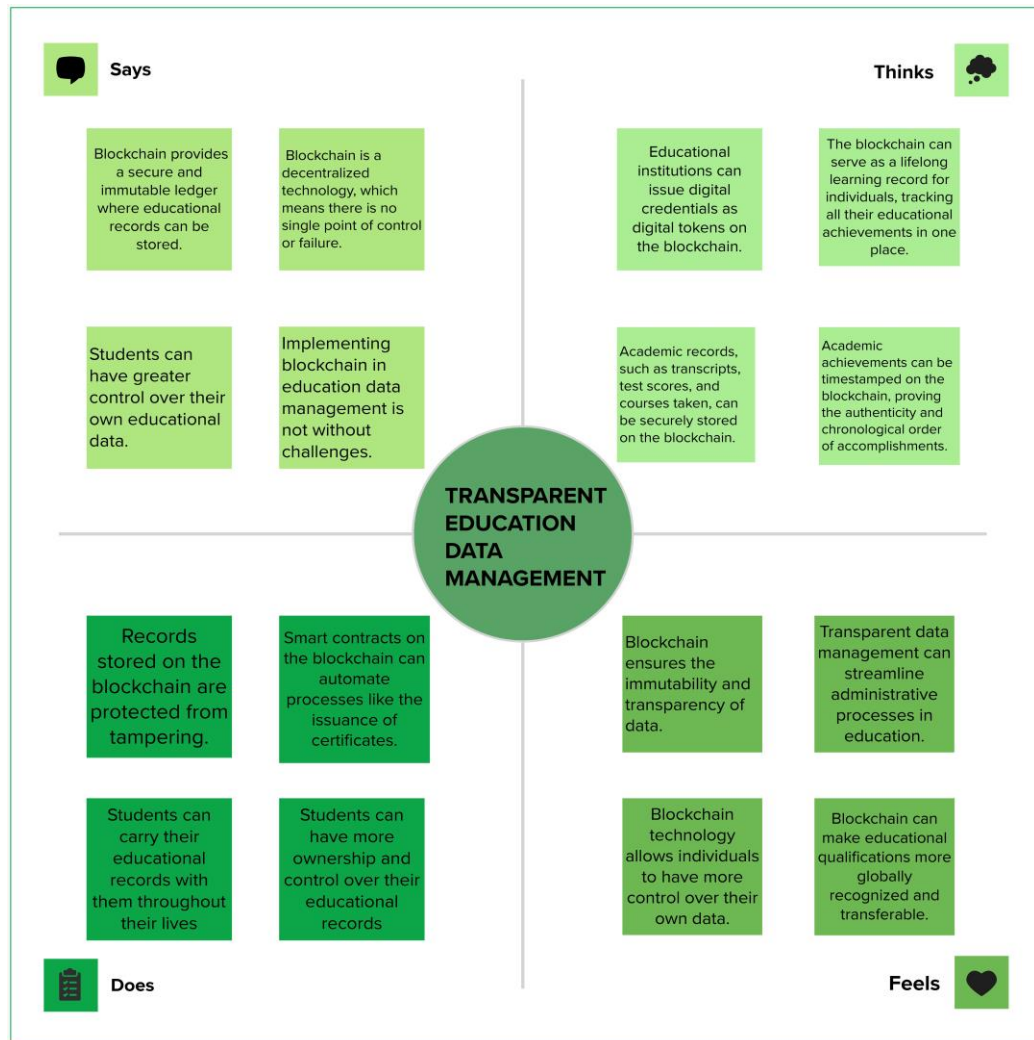 Says
Thinks
Blockchain provides
a secure and
immutable ledger
where educational
records can be
stored.
Blockchain is a
decentralized
technology, which
means there is no
single point of control
or failure.
Educational
institutions can
issue digital
credentials as
digital tokens on
the blockchain.
The blockchain can
serve as a lifelong
learning record for
individuals, tracking
all their educational
achievements in one
place.
Students can
have greater
control over their
own educational
data.
Implementing
blockchain in
education data
management is
not without
challenges.
Academic records,
such as transcripts,
test scores, and
courses taken, can
be securely stored
on the blockchain.
Academic
achievements can be
timestamped on the
blockchain, proving
the authenticity and
chronological order
of accomplishments.
TRANSPARENT
EDUCATION
DATA
MANAGEMENT
Records
stored on the
blockchain are
protected from
tampering.
Smart contracts on
the blockchain can
automate
processes like the
issuance of
certificates.
Blockchain
ensures the
immutability and
transparency of
data.
Transparent data
management can
streamline
administrative
processes in
education.
Students can
carry their
educational
records with
them throughout
their lives
Students can
have more
ownership and
control over their
educational
records
Blockchain
technology
allows individuals
to have more
control over their
own data.
Blockchain can
make educational
qualifications more
globally
recognized and
transferable.
Does
Feels